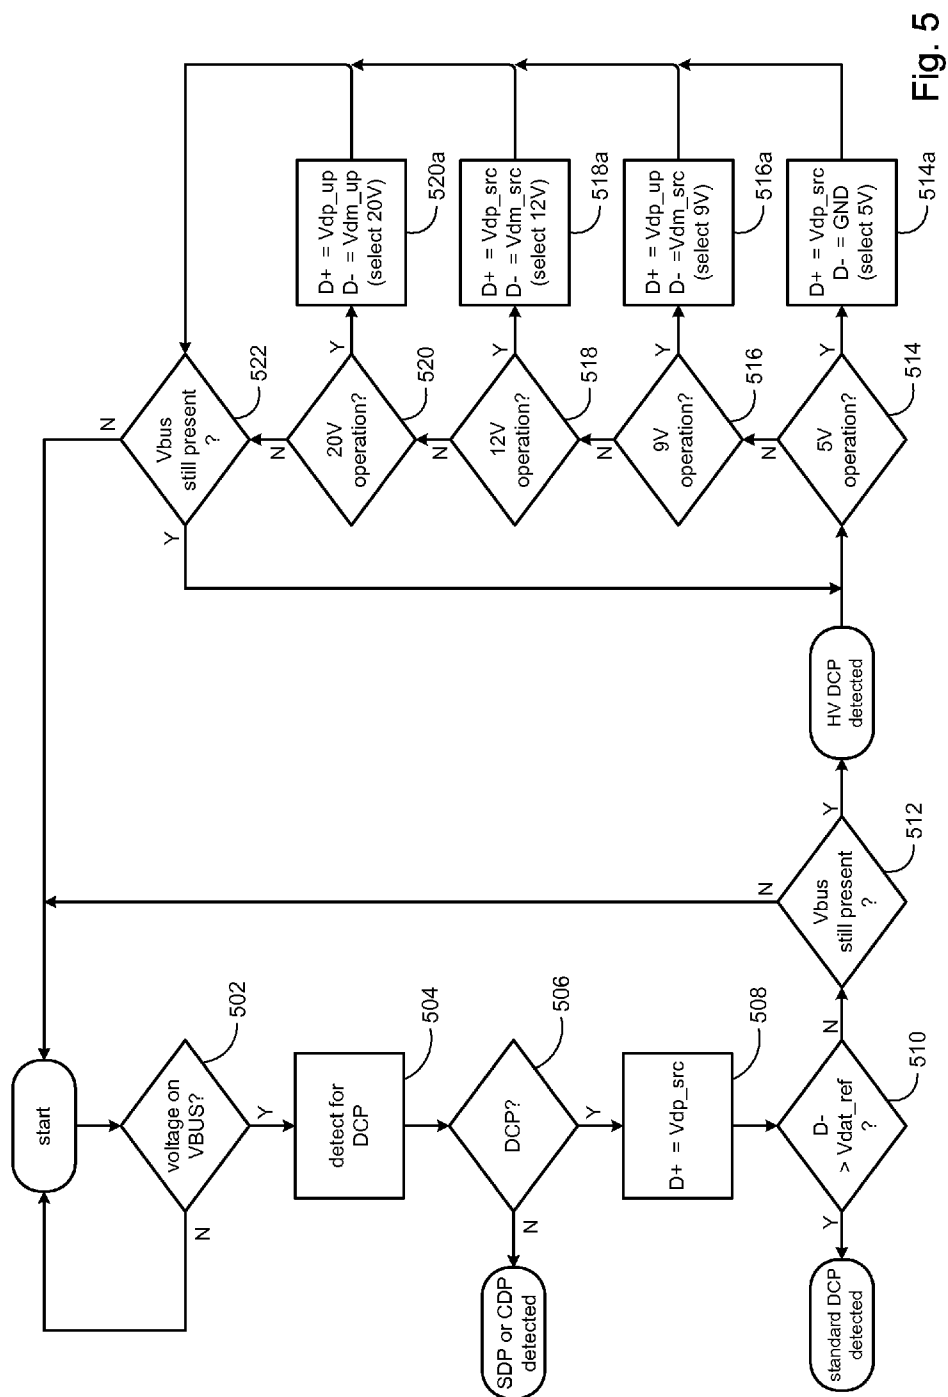 start
voltage on
VBUS?
502
N
Y
detect for
DCP
504
DCP?
506
N
Y
SDP or CDP
detected
D+ = Vdp_src
508
D-
> Vdat_ref
?
510
Y
N
standard DCP
detected
Vbus
still present
?
512
N
Y
HV DCP
detected
5V
operation?
514
Y
N
D+ = Vdp_src
D- = GND
(select 5V)
514a
9V
operation?
516
Y
N
D+ = Vdp_up
D- =Vdm_src
(select 9V)
516a
12V
operation?
518
Y
N
D+ = Vdp_src
D- = Vdm_src
(select 12V)
518a
20V
operation?
520
Y
N
D+ = Vdp_up
D- = Vdm_up
(select 20V)
520a
Vbus
still present
?
522
Y
N
Fig. 5